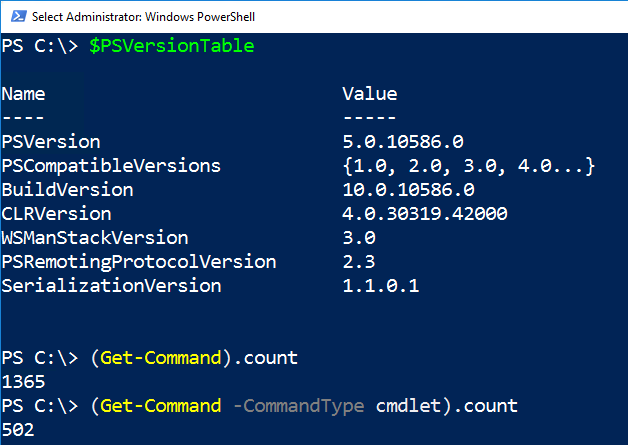 Select Administrator: Windows PowerShell
PS C:\> $PSVersionTable
Name Value
---- -----
PSVersion 5.0.10586.0
PSCompatibleVersions {1.0, 2.0, 3.0, 4.0...}
BuildVersion 10.0.10586.0
CLRVersion 4.0.30319.42000
WSManStackVersion 3.0
PSRemotingProtocolVersion 2.3
SerializationVersion 1.1.0.1
PS C:\> (Get-Command).count
1365
PS C:\> (Get-Command -CommandType cmdlet).count
502